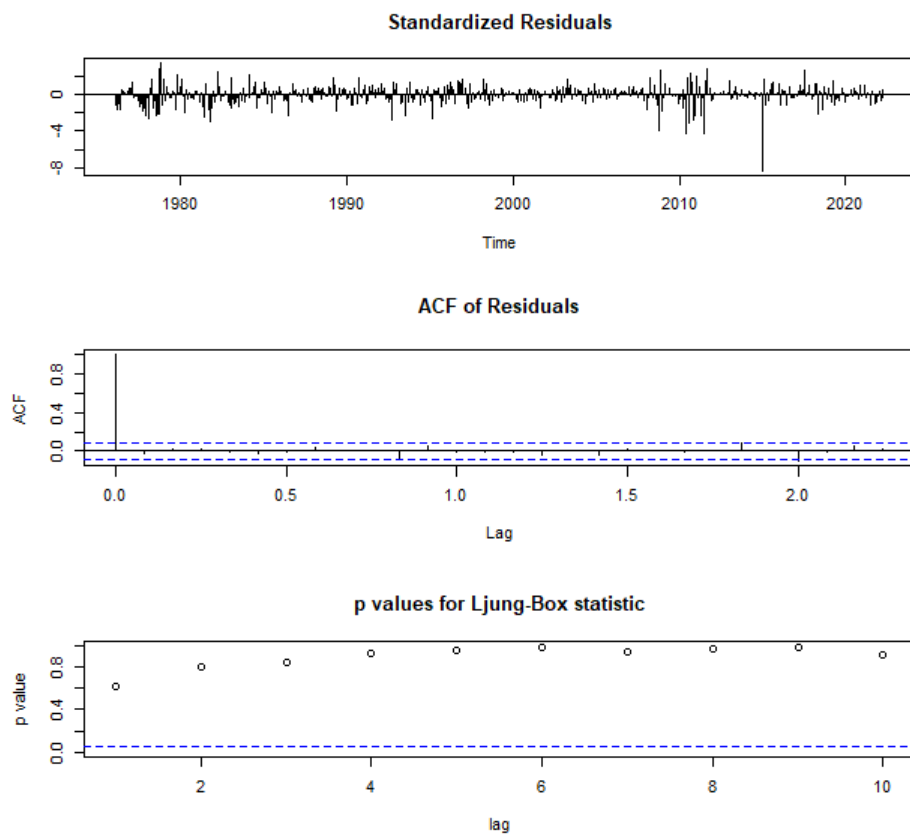 Standardized Residuals
0
-4
-8
1980 1990 2000 2010 2020
Time
ACF of Residuals
ACF
0.8
0.4
0.0
0.0 0.5 1.0 1.5 2.0
Lag
p values for Ljung-Box statistic
p value
0.8
0.4
0.0
2 4 6 8 10
lag